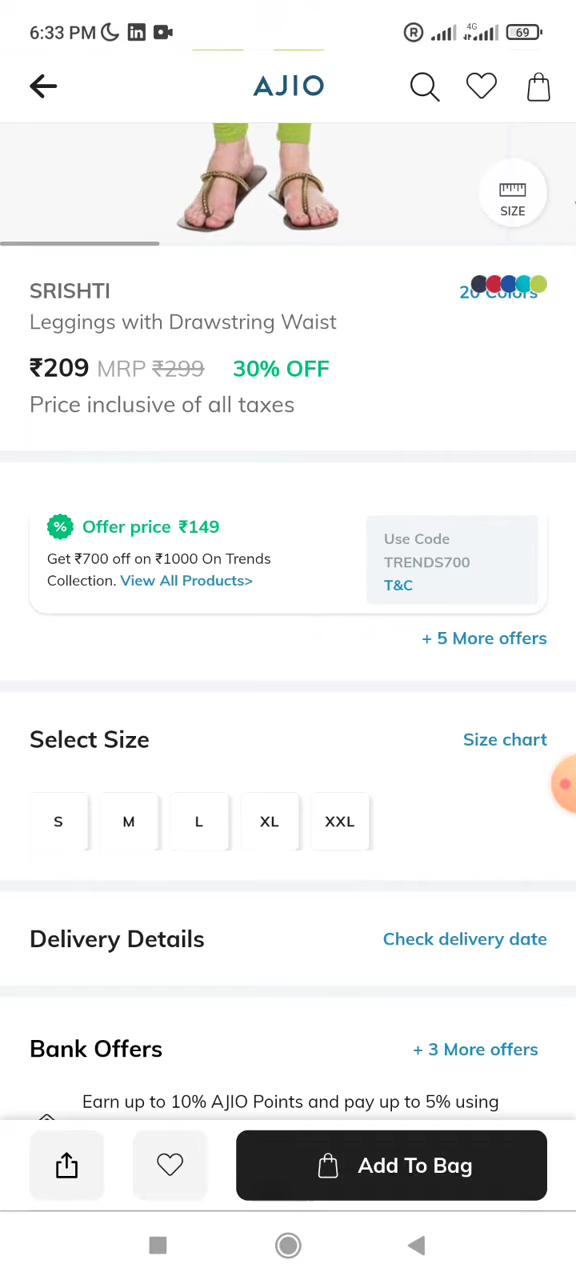 6:33 PM
R
4G
69
AJIO
SIZE
SRISHTI
20 Colors
Leggings with Drawstring Waist
₹209 MRP ₹299 30% OFF
Price inclusive of all taxes
% Offer price ₹149
Get ₹700 off on ₹1000 On Trends
Collection. View All Products>
Use Code
TRENDS700
T&C
+ 5 More offers
Select Size
Size chart
S
M
L
XL
XXL
Delivery Details
Check delivery date
Bank Offers
+ 3 More offers
Earn up to 10% AJIO Points and pay up to 5% using
Add To Bag